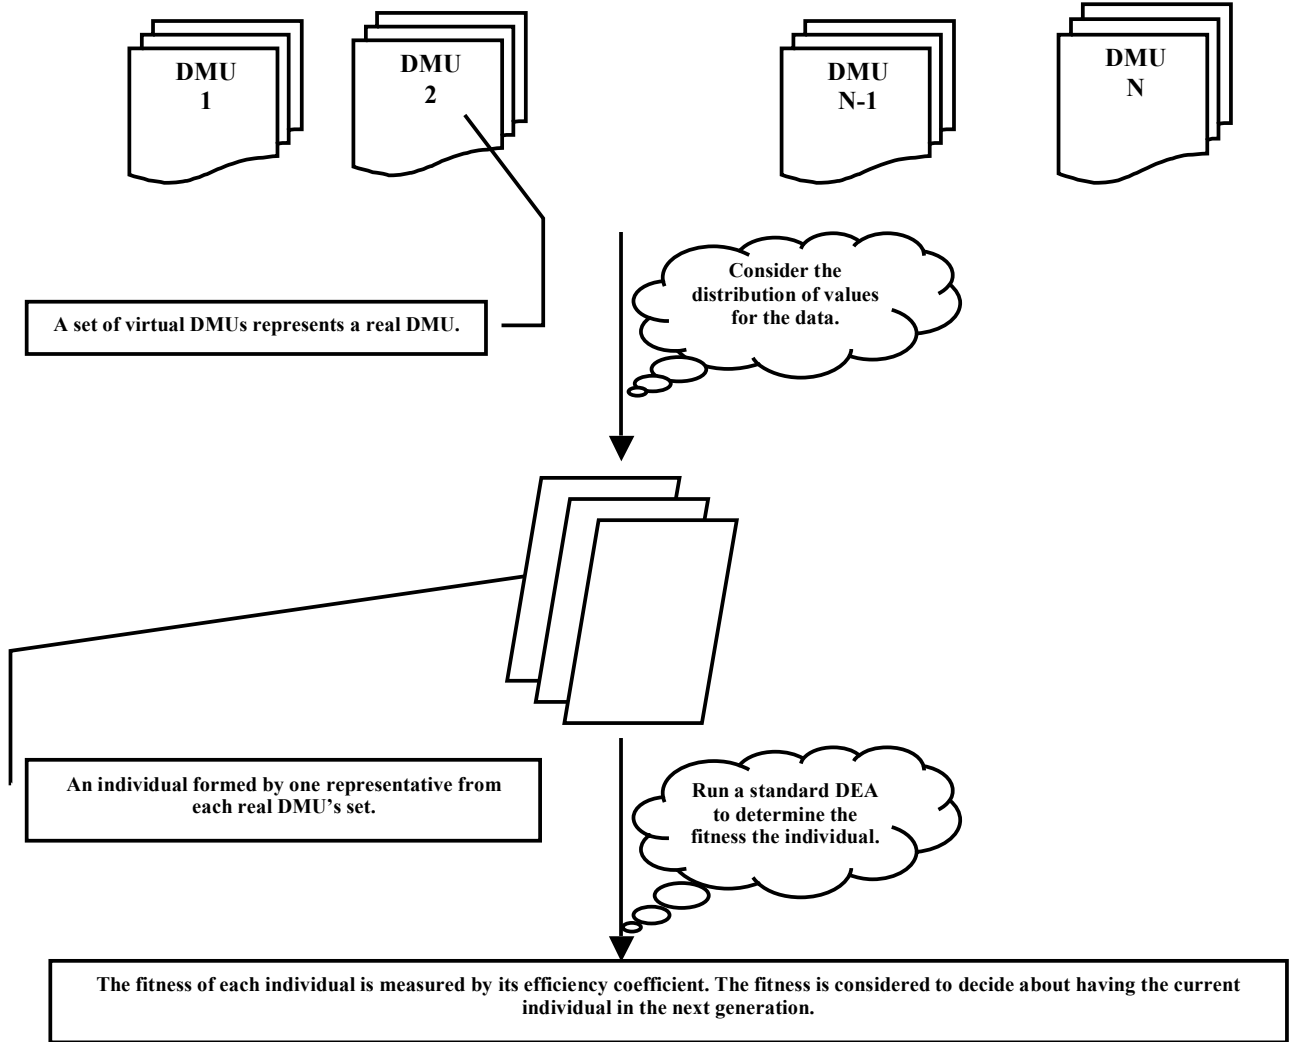 DMU
1
DMU
2
DMU
N-1
DMU
N
Consider the
distribution of values
for the data.
A set of virtual DMUs represents a real DMU.
An individual formed by one representative from
each real DMU’s set.
Run a standard DEA
to determine the
fitness the individual.
The fitness of each individual is measured by its efficiency coefficient. The fitness is considered to decide about having the current
individual in the next generation.